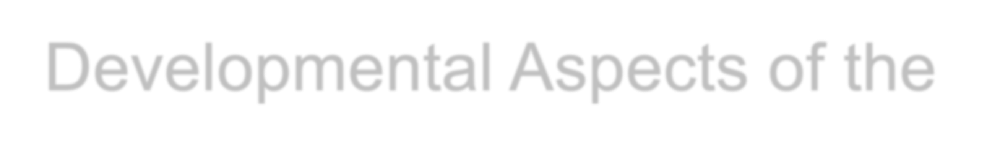 Developmental Aspects of the